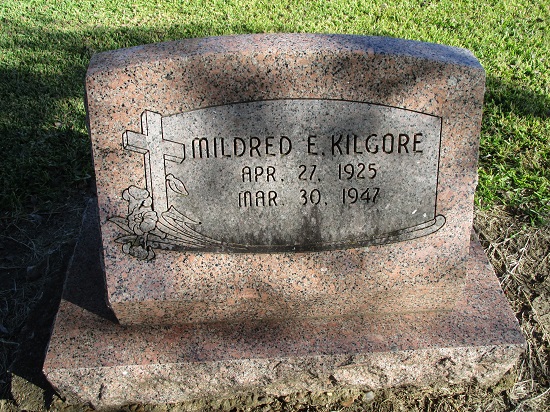 MILDRED E. KILGORE
APR. 27, 1925
MAR. 30, 1947